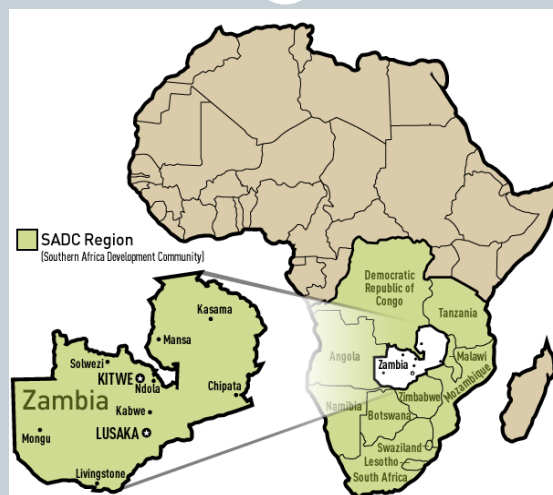 SADC Region
(Southern Africa Development Community)
Democratic
Republic of
Congo
Tanzania
Angola
Zambia
Malawi
Mozambique
Zimbabwe
Namibia
Botswana
Swaziland
Lesotho
South Africa
Kasama
Mansa
Solwezi
KITWE
Ndola
Chipata
Zambia
Kabwe
Mongu
LUSAKA
Livingstone